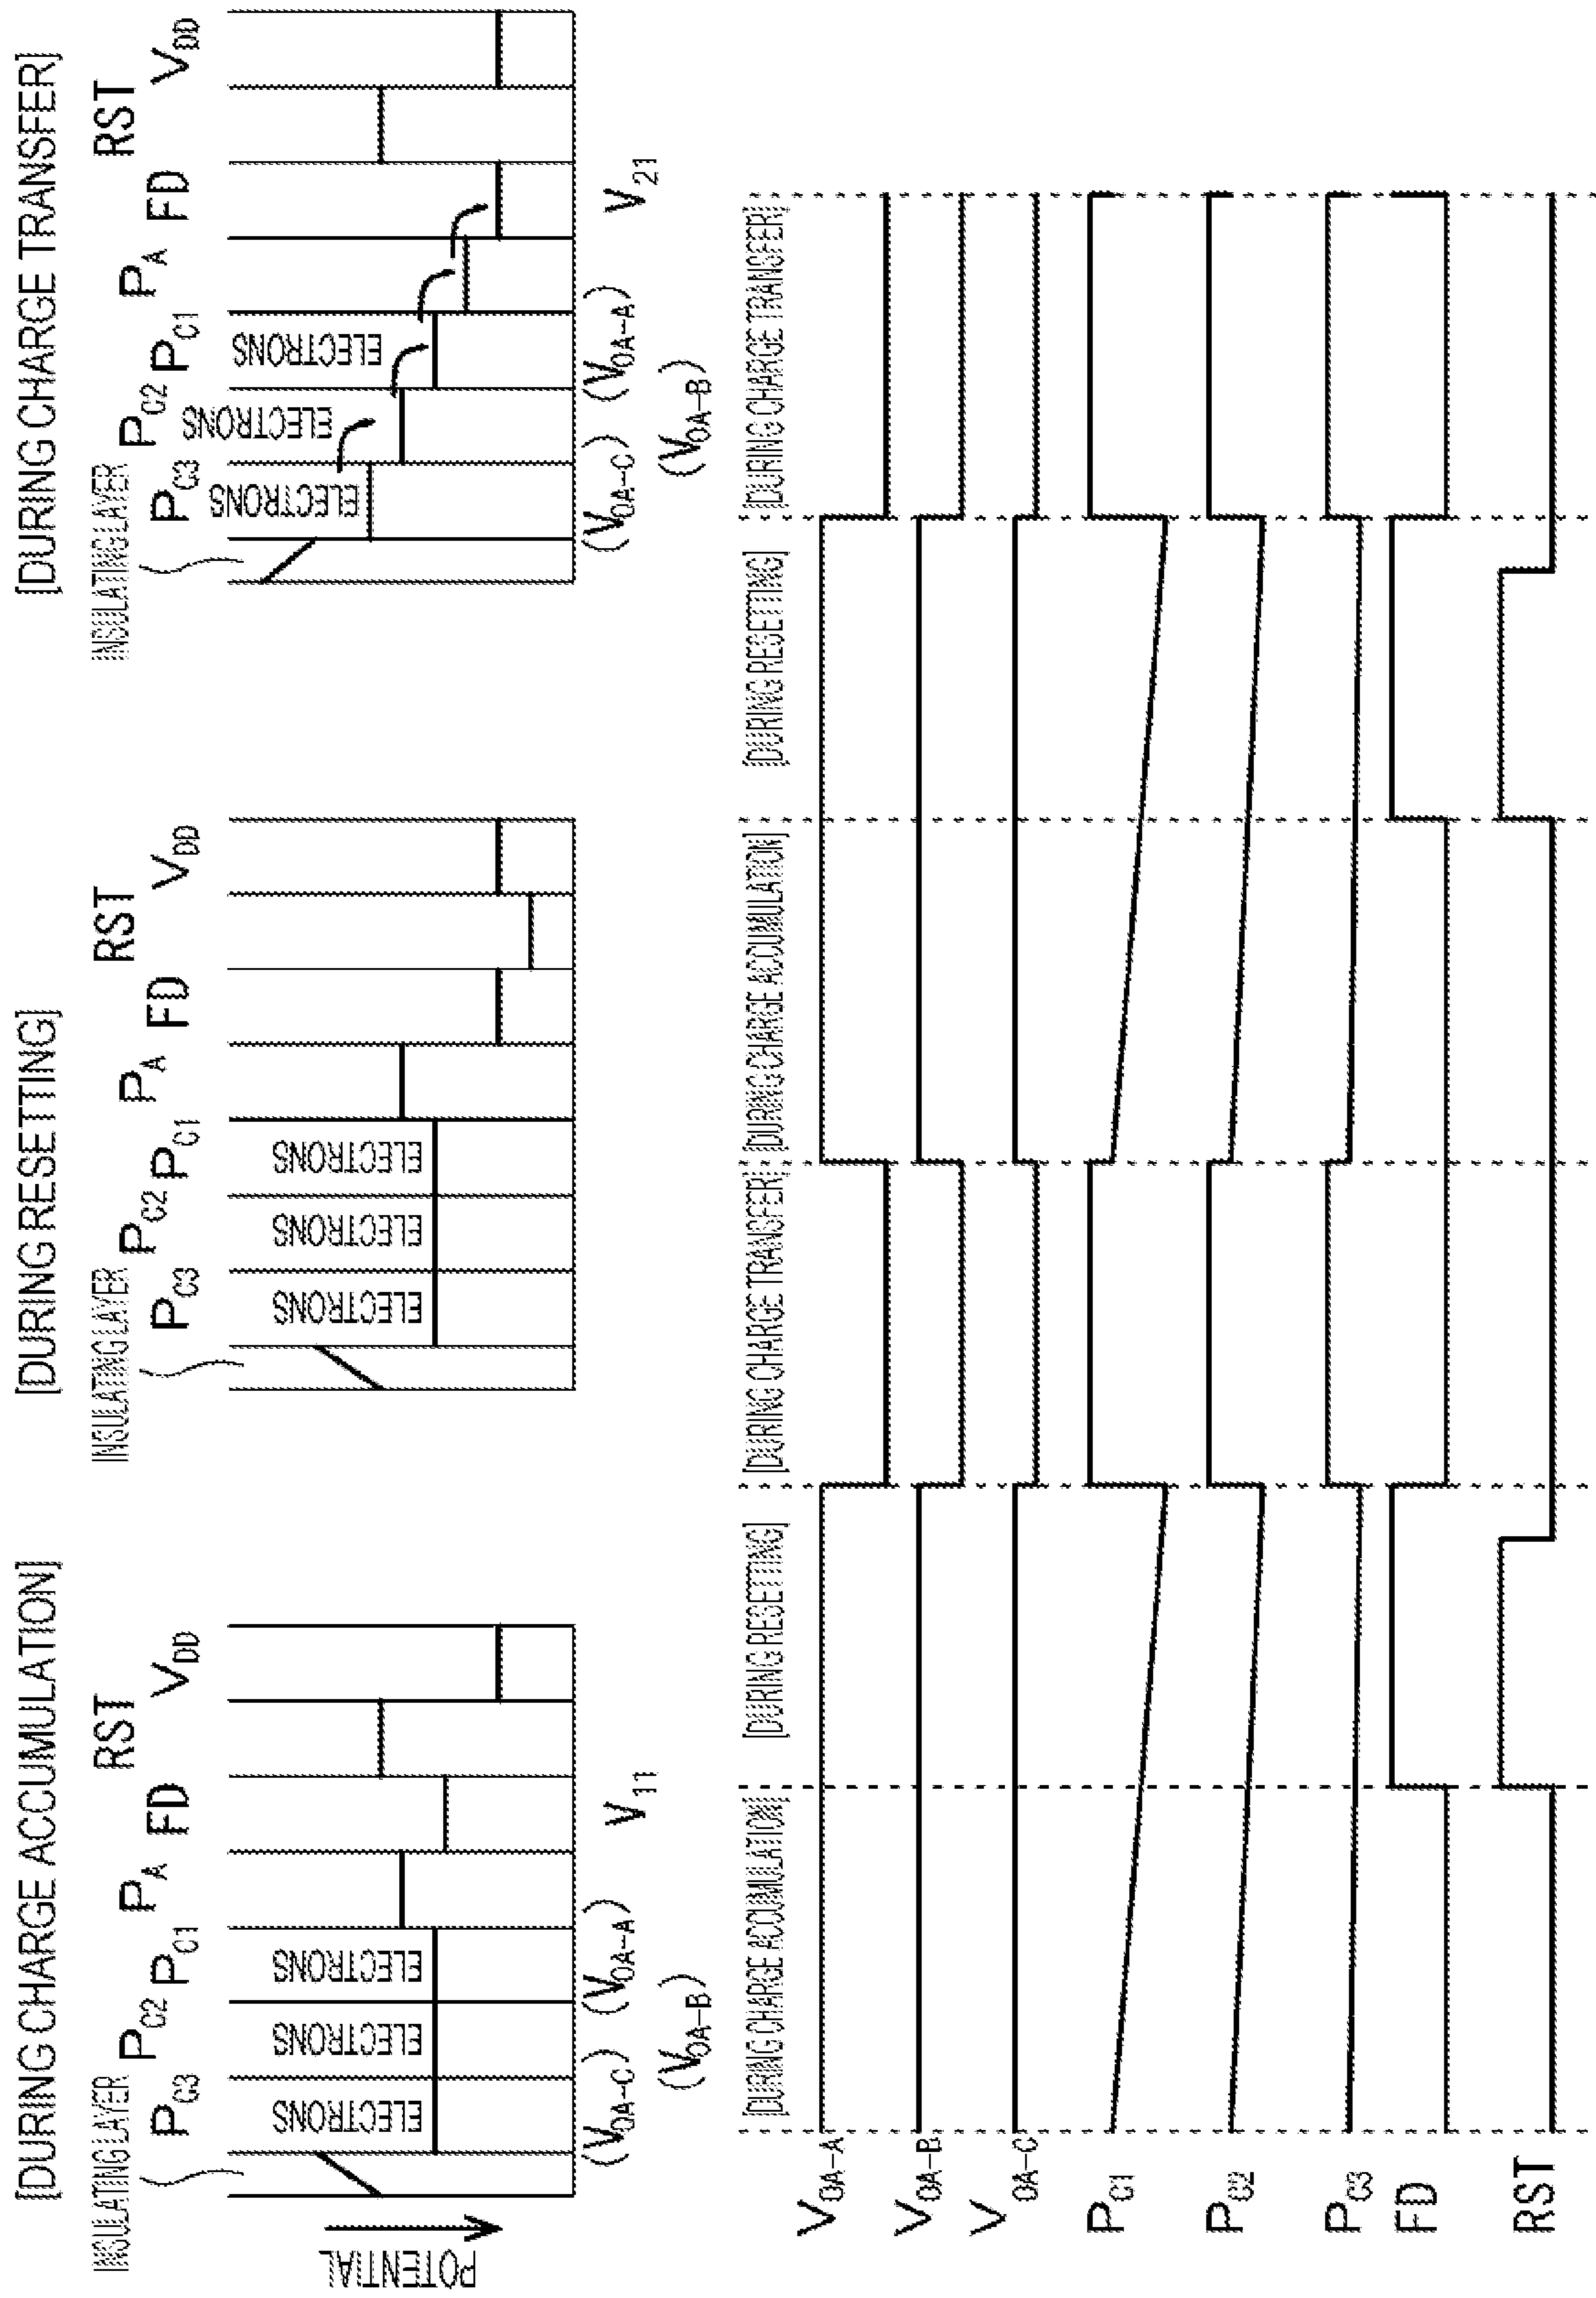 [DURING CHARGE ACCUMULATION]
INSULATING LAYER
P_C3 P_C2 P_C1 P_A FD RST V_DD
POTENTIAL
ELECTRONS
ELECTRONS
ELECTRONS
(V_OA-C) (V_OA-A) V_11
(V_OA-B)
[DURING RESETTING]
INSULATING LAYER
P_C3 P_C2 P_C1 P_A FD RST V_DD
ELECTRONS
ELECTRONS
ELECTRONS
[DURING CHARGE TRANSFER]
INSULATING LAYER
P_C3 P_C2 P_C1 P_A FD RST V_DD
ELECTRONS
ELECTRONS
ELECTRONS
(V_OA-C) (V_OA-A) V_21
(V_OA-B)
[DURING CHARGE ACCUMULATION] [DURING RESETTING] [DURING CHARGE TRANSFER] [DURING CHARGE ACCUMULATION] [DURING RESETTING] [DURING CHARGE TRANSFER]
V_OA-A
V_OA-B
V_OA-C
P_C1
P_C2
P_C3
FD
RST